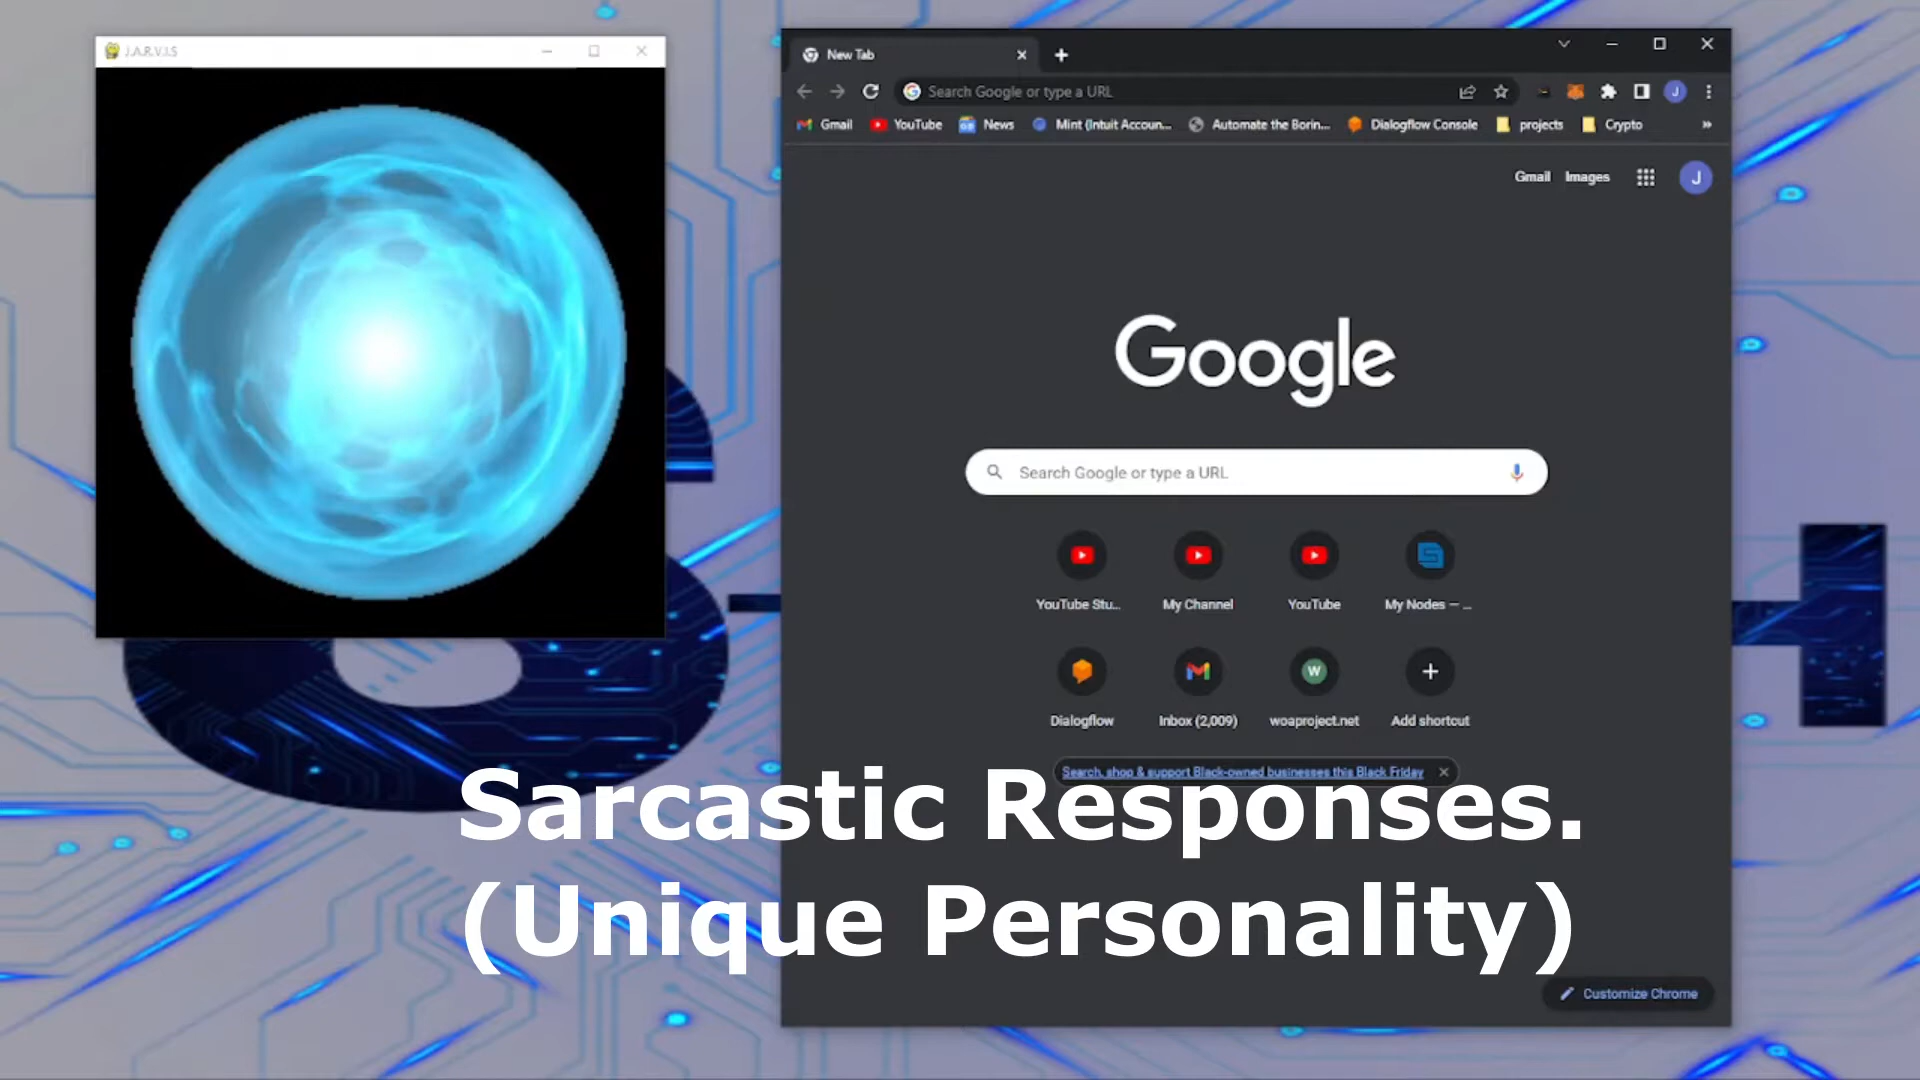 J.A.R.V.I.S
New Tab
Search Google or type a URL
J
Gmail
YouTube
News
Mint (Intuit Accoun...
Automate the Borin...
Dialogflow Console
projects
Crypto
»
Gmail Images
J
Google
Search Google or type a URL
YouTube Stu...
My Channel
YouTube
My Nodes — ...
W
Dialogflow
Inbox (2,009)
woaproject.net
Add shortcut
Search, shop & support Black-owned businesses this Black Friday
Sarcastic Responses.
(Unique Personality)
Customize Chrome